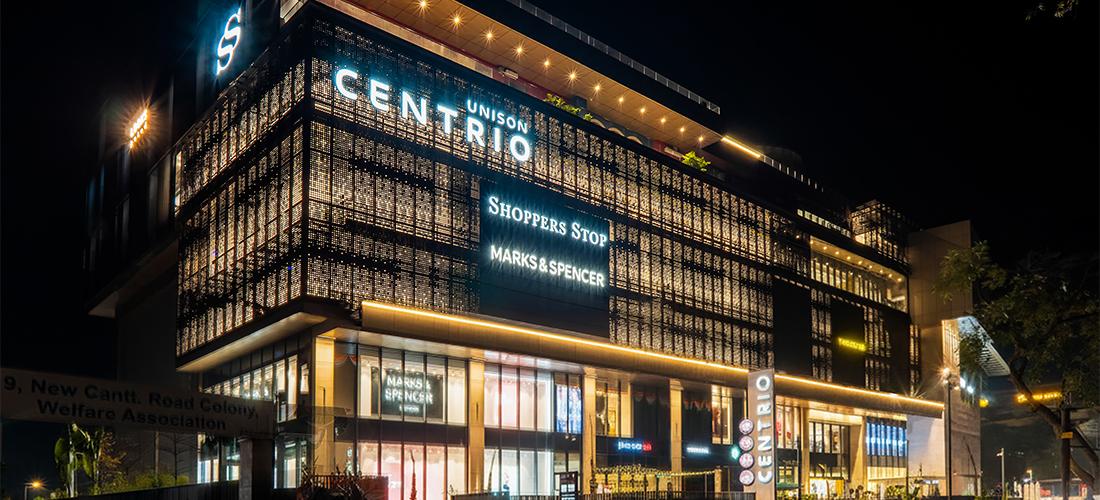 S
UNISON
CENTRIO
SHOPPERS STOP
MARKS & SPENCER
MARKS &
SPENCER
CENTRIO
9, New Cantt. Road Colony,
Welfare Association